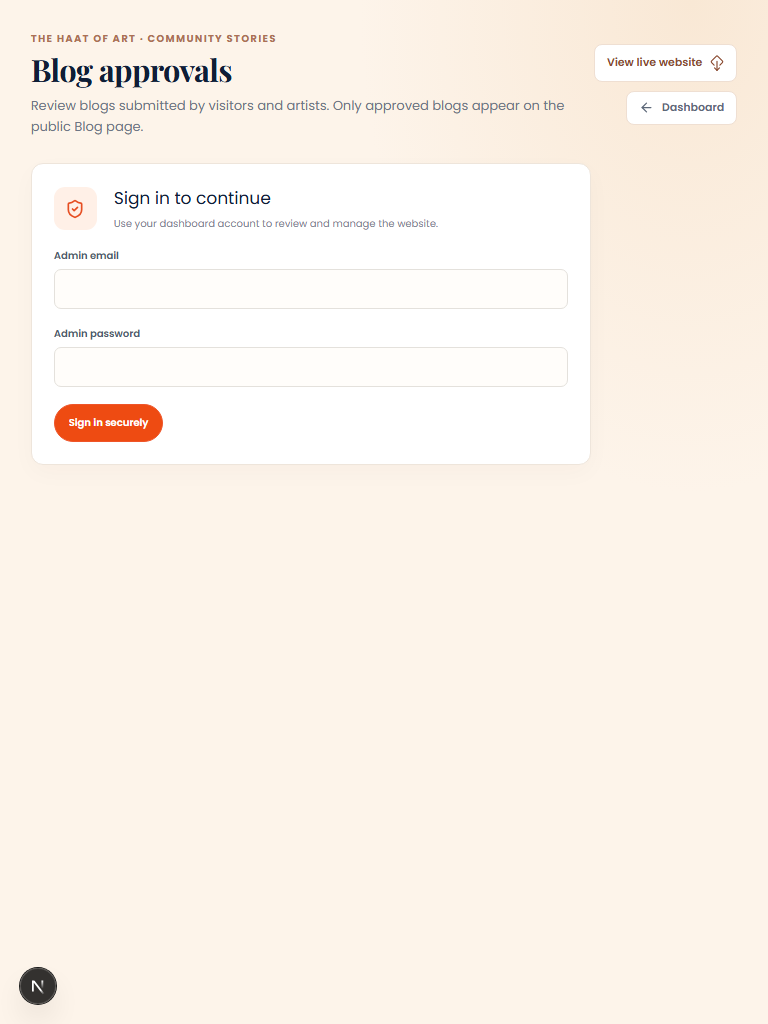 THE HAAT OF ART · COMMUNITY STORIES
Blog approvals
Review blogs submitted by visitors and artists. Only approved blogs appear on the
public Blog page.
View live website
Dashboard
Sign in to continue
Use your dashboard account to review and manage the website.
Admin email
Admin password
Sign in securely
N